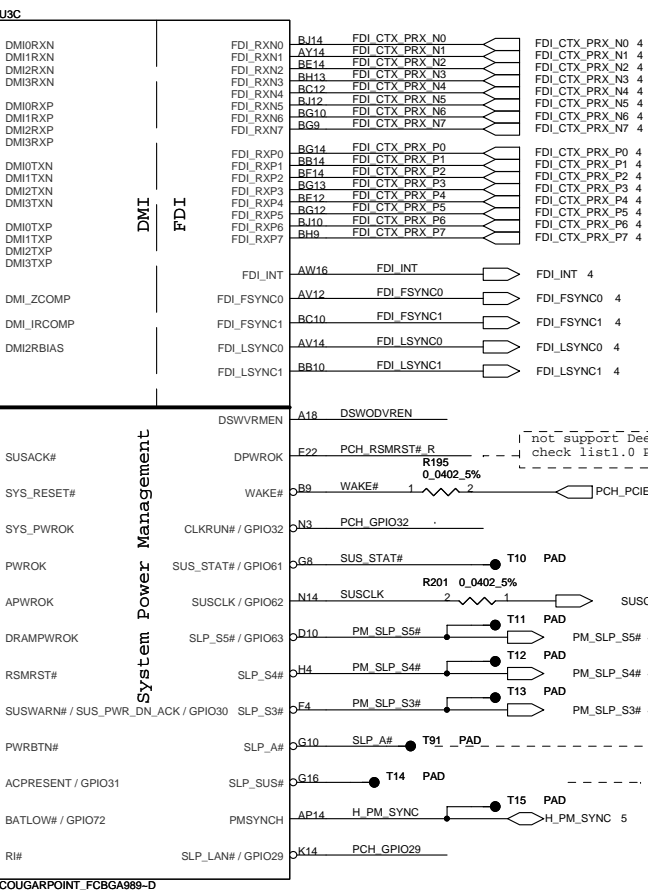 U3C
DMI0RXN
DMI1RXN
DMI2RXN
DMI3RXN
DMI0RXP
DMI1RXP
DMI2RXP
DMI3RXP
DMI0TXN
DMI1TXN
DMI2TXN
DMI3TXN
DMI0TXP
DMI1TXP
DMI2TXP
DMI3TXP
DMI_ZCOMP
DMI_IRCOMP
DMI2RBIAS
DMI
FDI
FDI_RXN0 BJ14 FDI_CTX_PRX_N0 FDI_CTX_PRX_N0 4
FDI_RXN1 AY14 FDI_CTX_PRX_N1 FDI_CTX_PRX_N1 4
FDI_RXN2 BE14 FDI_CTX_PRX_N2 FDI_CTX_PRX_N2 4
FDI_RXN3 BH13 FDI_CTX_PRX_N3 FDI_CTX_PRX_N3 4
FDI_RXN4 BC12 FDI_CTX_PRX_N4 FDI_CTX_PRX_N4 4
FDI_RXN5 BJ12 FDI_CTX_PRX_N5 FDI_CTX_PRX_N5 4
FDI_RXN6 BG10 FDI_CTX_PRX_N6 FDI_CTX_PRX_N6 4
FDI_RXN7 BG9 FDI_CTX_PRX_N7 FDI_CTX_PRX_N7 4
FDI_RXP0 BG14 FDI_CTX_PRX_P0 FDI_CTX_PRX_P0 4
FDI_RXP1 BB14 FDI_CTX_PRX_P1 FDI_CTX_PRX_P1 4
FDI_RXP2 BF14 FDI_CTX_PRX_P2 FDI_CTX_PRX_P2 4
FDI_RXP3 BG13 FDI_CTX_PRX_P3 FDI_CTX_PRX_P3 4
FDI_RXP4 BE12 FDI_CTX_PRX_P4 FDI_CTX_PRX_P4 4
FDI_RXP5 BG12 FDI_CTX_PRX_P5 FDI_CTX_PRX_P5 4
FDI_RXP6 BJ10 FDI_CTX_PRX_P6 FDI_CTX_PRX_P6 4
FDI_RXP7 BH9 FDI_CTX_PRX_P7 FDI_CTX_PRX_P7 4
FDI_INT AW16 FDI_INT FDI_INT 4
FDI_FSYNC0 AV12 FDI_FSYNC0 FDI_FSYNC0 4
FDI_FSYNC1 BC10 FDI_FSYNC1 FDI_FSYNC1 4
FDI_LSYNC0 AV14 FDI_LSYNC0 FDI_LSYNC0 4
FDI_LSYNC1 BB10 FDI_LSYNC1 FDI_LSYNC1 4
System Power Management
DSWVRMEN A18 DSWODVREN
not support Dee
check list1.0 P
SUSACK# DPWROK E22 PCH_RSMRST#_R
R195
0_0402_5%
SYS_RESET# WAKE# B9 WAKE# 1 2 PCH_PCIE
SYS_PWROK CLKRUN# / GPIO32 N3 PCH_GPIO32
PWROK SUS_STAT# / GPIO61 G8 SUS_STAT# T10 PAD
R201 0_0402_5%
APWROK SUSCLK / GPIO62 N14 SUSCLK 2 1 SUSC
T11 PAD
DRAMPWROK SLP_S5# / GPIO63 D10 PM_SLP_S5# PM_SLP_S5#
T12 PAD
RSMRST# SLP_S4# H4 PM_SLP_S4# PM_SLP_S4#
T13 PAD
SUSWARN# / SUS_PWR_DN_ACK / GPIO30 SLP_S3# F4 PM_SLP_S3# PM_SLP_S3#
PWRBTN# SLP_A# G10 SLP_A# T91 PAD
ACPRESENT / GPIO31 SLP_SUS# G16 T14 PAD
T15 PAD
BATLOW# / GPIO72 PMSYNCH AP14 H_PM_SYNC H_PM_SYNC 5
RI# SLP_LAN# / GPIO29 K14 PCH_GPIO29
COUGARPOINT_FCBGA989~D